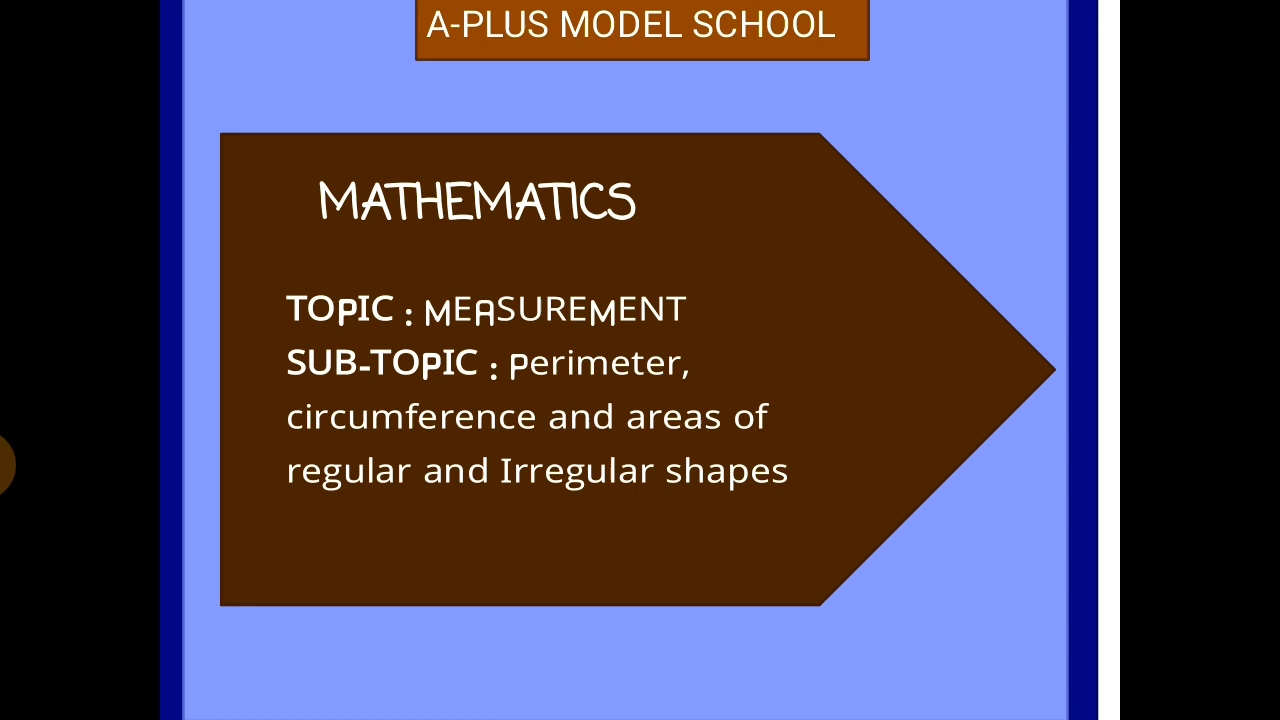 A-PLUS MODEL SCHOOL
MATHEMATICS
TOPIC : MEASUREMENT
SUB-TOPIC : Perimeter,
circumference and areas of
regular and Irregular shapes